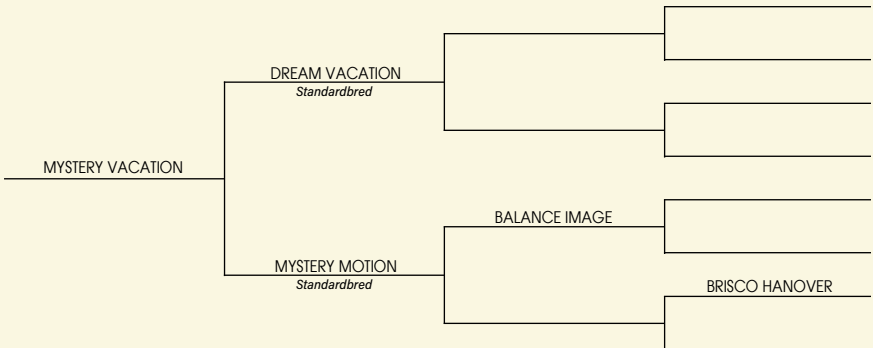 DREAM VACATION
Standardbred
MYSTERY VACATION
BALANCE IMAGE
MYSTERY MOTION
Standardbred
BRISCO HANOVER